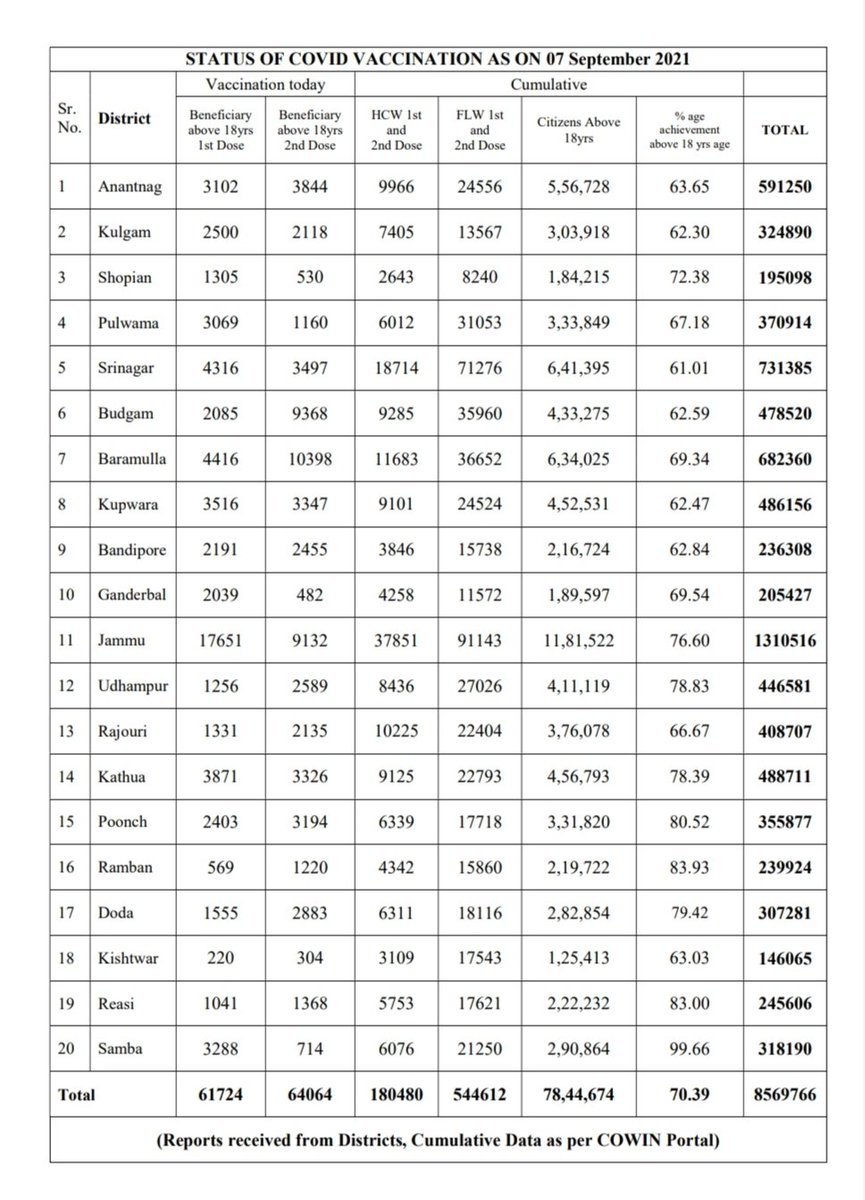 STATUS OF COVID VACCINATION AS ON 07 September 2021
Sr. No. District Vaccination today Cumulative
Beneficiary above 18yrs 1st Dose Beneficiary above 18yrs 2nd Dose HCW 1st and 2nd Dose FLW 1st and 2nd Dose Citizens Above 18yrs % age achievement above 18 yrs age TOTAL
1 Anantnag 3102 3844 9966 24556 5,56,728 63.65 591250
2 Kulgam 2500 2118 7405 13567 3,03,918 62.30 324890
3 Shopian 1305 530 2643 8240 1,84,215 72.38 195098
4 Pulwama 3069 1160 6012 31053 3,33,849 67.18 370914
5 Srinagar 4316 3497 18714 71276 6,41,395 61.01 731385
6 Budgam 2085 9368 9285 35960 4,33,275 62.59 478520
7 Baramulla 4416 10398 11683 36652 6,34,025 69.34 682360
8 Kupwara 3516 3347 9101 24524 4,52,531 62.47 486156
9 Bandipore 2191 2455 3846 15738 2,16,724 62.84 236308
10 Ganderbal 2039 482 4258 11572 1,89,597 69.54 205427
11 Jammu 17651 9132 37851 91143 11,81,522 76.60 1310516
12 Udhampur 1256 2589 8436 27026 4,11,119 78.83 446581
13 Rajouri 1331 2135 10225 22404 3,76,078 66.67 408707
14 Kathua 3871 3326 9125 22793 4,56,793 78.39 488711
15 Poonch 2403 3194 6339 17718 3,31,820 80.52 355877
16 Ramban 569 1220 4342 15860 2,19,722 83.93 239924
17 Doda 1555 2883 6311 18116 2,82,854 79.42 307281
18 Kishtwar 220 304 3109 17543 1,25,413 63.03 146065
19 Reasi 1041 1368 5753 17621 2,22,232 83.00 245606
20 Samba 3288 714 6076 21250 2,90,864 99.66 318190
Total 61724 64064 180480 544612 78,44,674 70.39 8569766
(Reports received from Districts, Cumulative Data as per COWIN Portal)